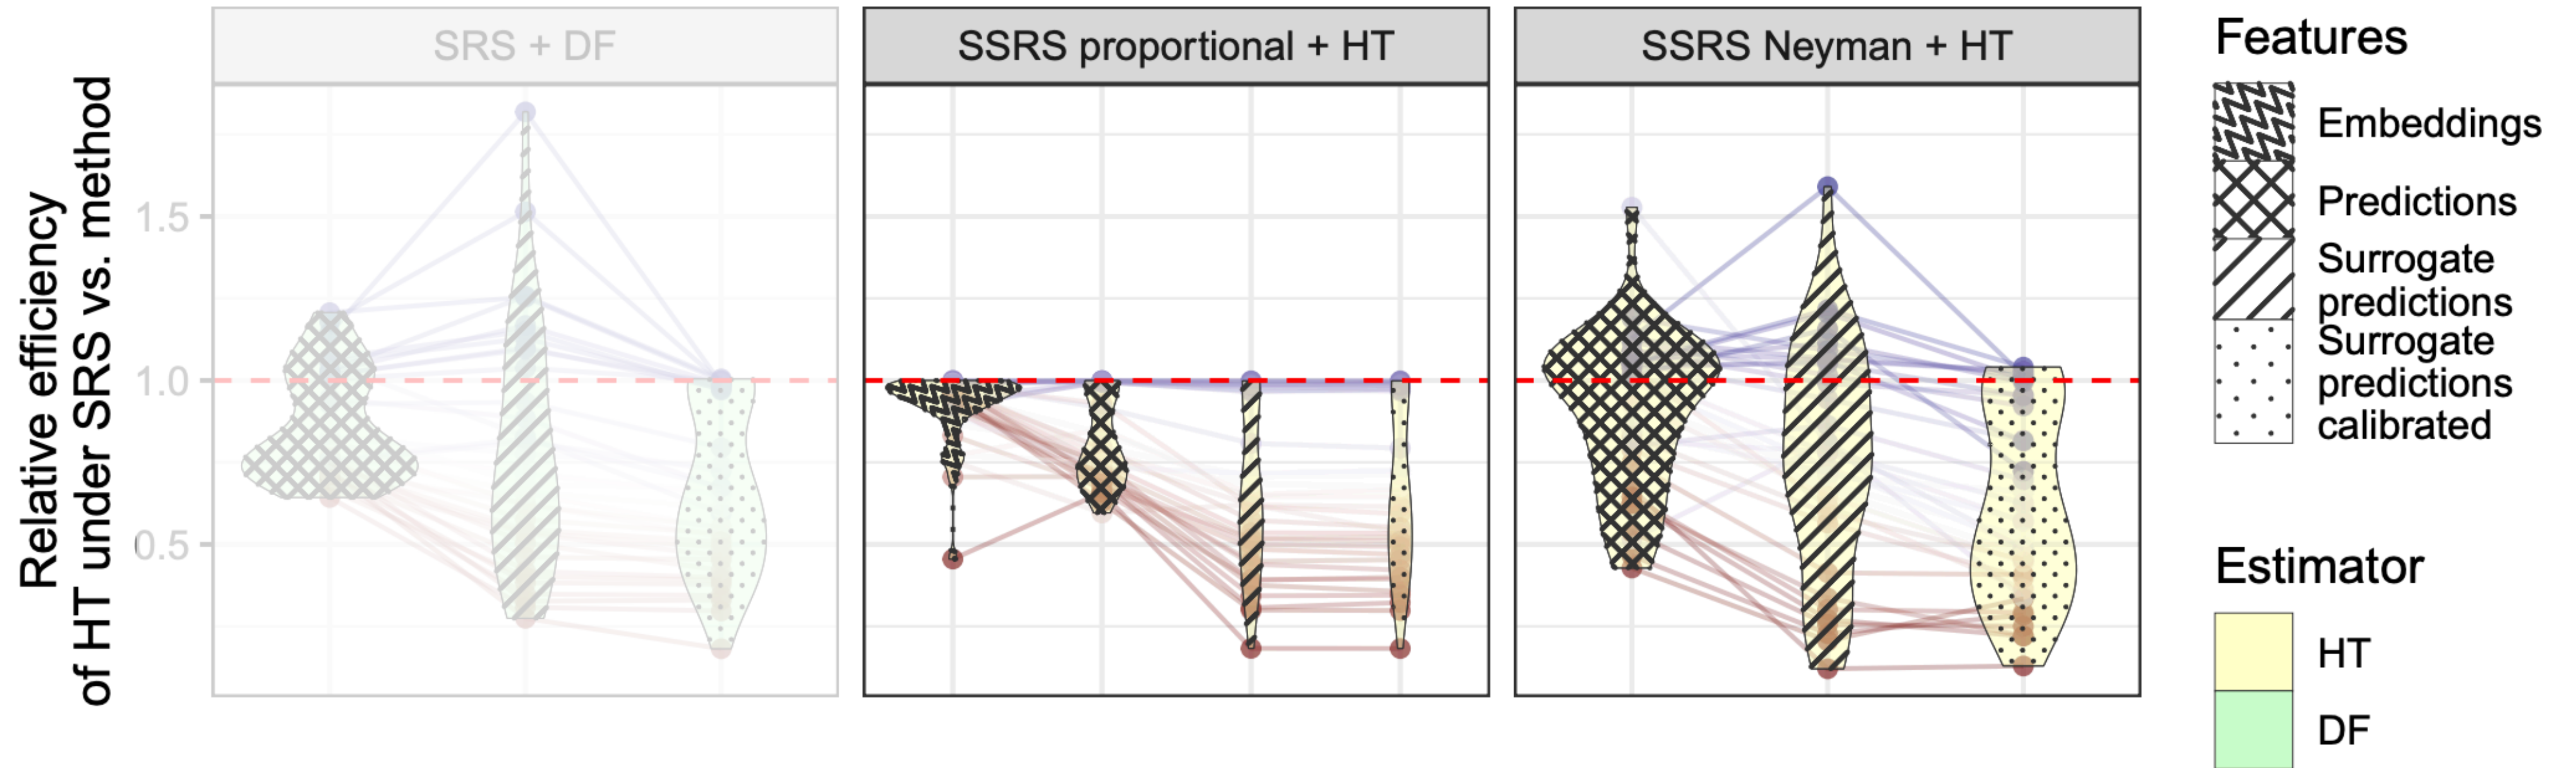 SRS + DF
SSRS proportional + HT
SSRS Neyman + HT
Relative efficiency
of HT under SRS vs. method
1.5
1.0
0.5
Features
Embeddings
Predictions
Surrogate
predictions
Surrogate
predictions
calibrated
Estimator
HT
DF